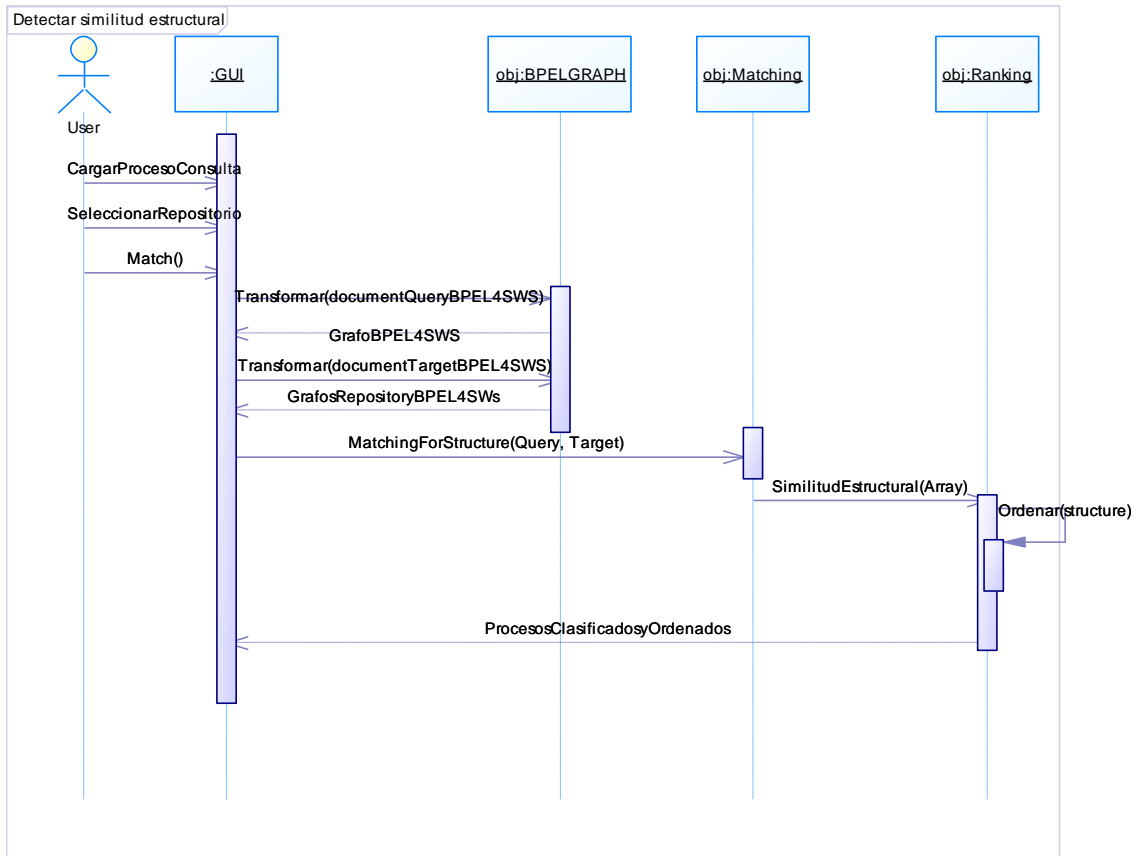 Detectar similitud estructural
:GUI
obj:BPELGRAPH
obj:Matching
obj:Ranking
User
CargarProcesoConsulta
SeleccionarRepositorio
Match()
Transformar(documentQueryBPEL4SWS)
GrafoBPEL4SWS
Transformar(documentTargetBPEL4SWS)
GrafosRepositoryBPEL4SWs
MatchingForStructure(Query, Target)
SimilitudEstructural(Array)
Ordenar(structure)
ProcesosClasificadosyOrdenados